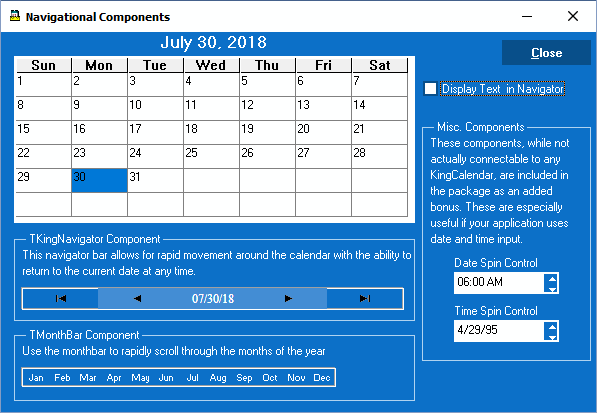 Navigational Components
July 30, 2018
Close
Sun Mon Tue Wed Thu Fri Sat
1 2 3 4 5 6 7
8 9 10 11 12 13 14
15 16 17 18 19 20 21
22 23 24 25 26 27 28
29 30 31
Display Text in Navigator
Misc. Components
These components, while not
actually connectable to any
KingCalendar, are included in
the package as an added
bonus. These are especially
useful if your application uses
date and time input.
Date Spin Control
06:00 AM
Time Spin Control
4/29/95
TKingNavigator Component
This navigator bar allows for rapid movement around the calendar with the ability to
return to the current date at any time.
07/30/18
TMonthBar Component
Use the monthbar to rapidly scroll through the months of the year
Jan Feb Mar Apr May Jun Jul Aug Sep Oct Nov Dec